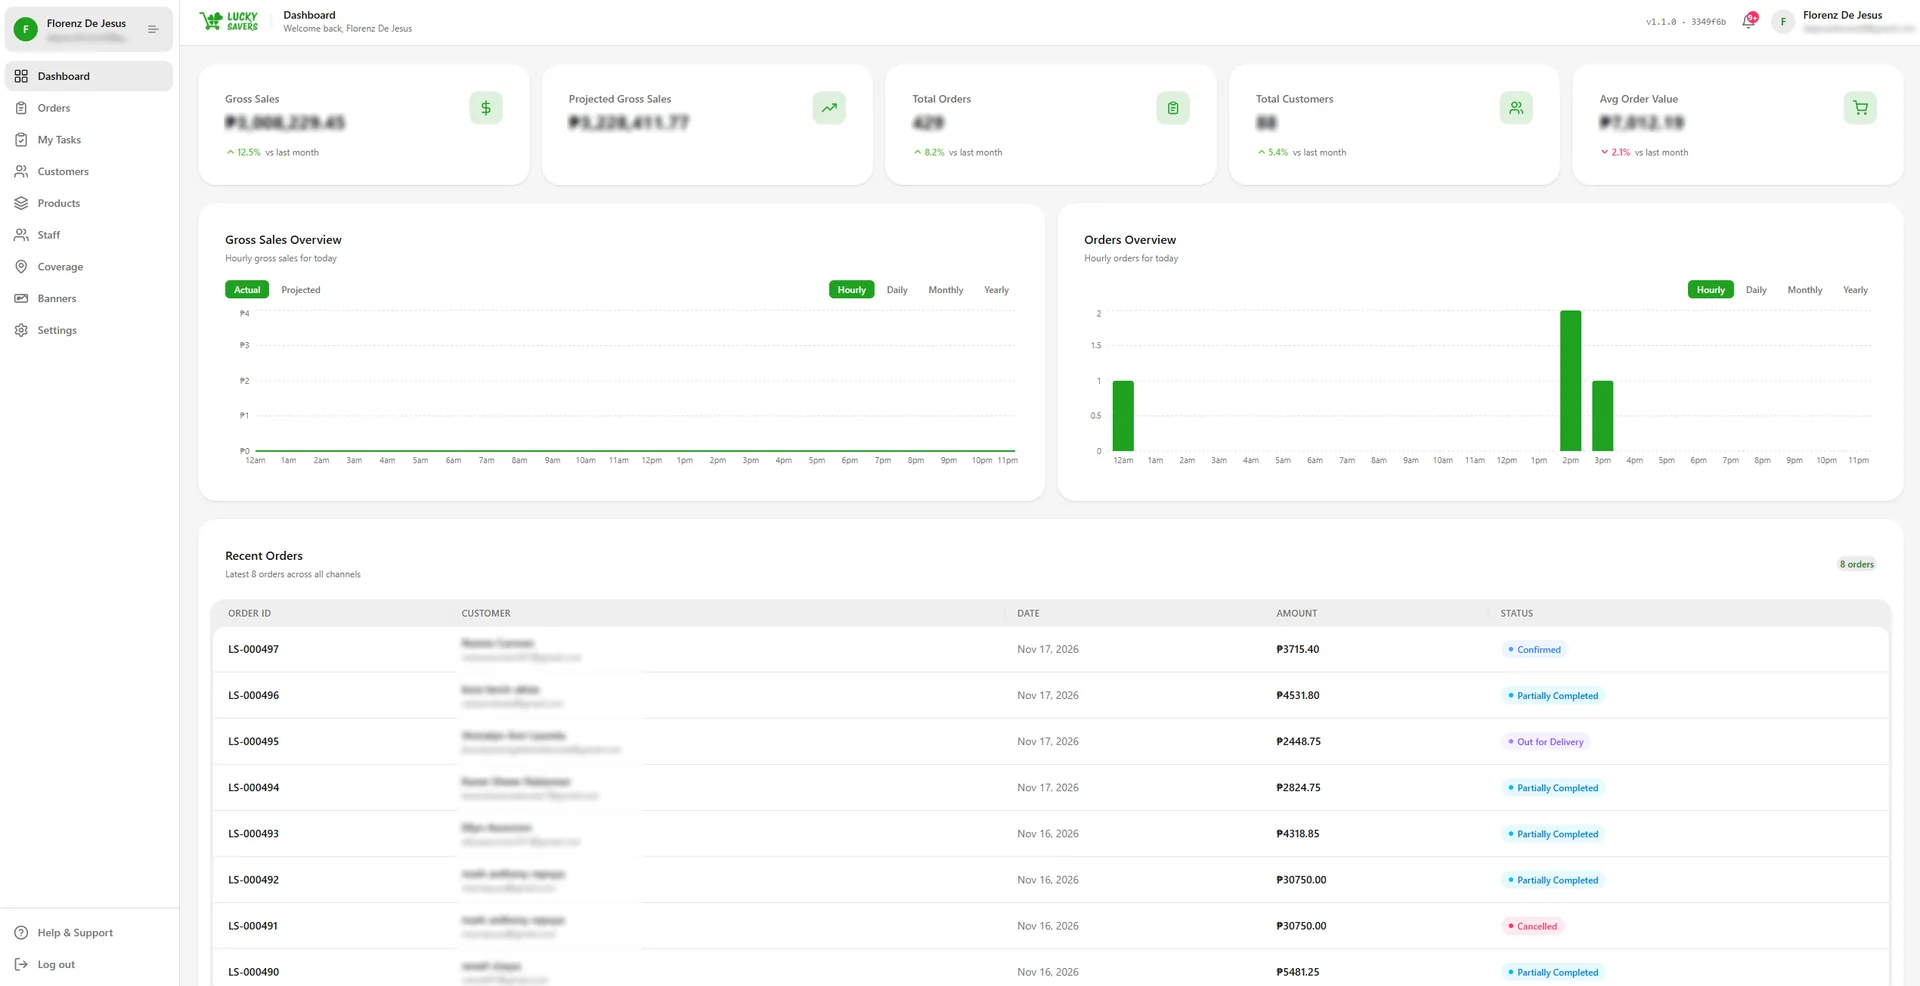 F
Florenz De Jesus
Dashboard
Orders
My Tasks
Customers
Products
Staff
Coverage
Banners
Settings
Help & Support
Log out
LUCKY
SAVERS
Dashboard
Welcome back, Florenz De Jesus
v1.1.0 • 3349f6b
9+
F
Florenz De Jesus
Gross Sales
12.5% vs last month
Projected Gross Sales
Total Orders
8.2% vs last month
Total Customers
5.4% vs last month
Avg Order Value
2.1% vs last month
Gross Sales Overview
Hourly gross sales for today
Actual Projected Hourly Daily Monthly Yearly
₱4
₱3
₱2
₱1
₱0
12am 1am 2am 3am 4am 5am 6am 7am 8am 9am 10am 11am 12pm 1pm 2pm 3pm 4pm 5pm 6pm 7pm 8pm 9pm 10pm 11pm
Orders Overview
Hourly orders for today
Hourly Daily Monthly Yearly
2
1.5
1
0.5
0
12am 1am 2am 3am 4am 5am 6am 7am 8am 9am 10am 11am 12pm 1pm 2pm 3pm 4pm 5pm 6pm 7pm 8pm 9pm 10pm 11pm
Recent Orders
Latest 8 orders across all channels
8 orders
ORDER ID CUSTOMER DATE AMOUNT STATUS
LS-000497 Nov 17, 2026 ₱3715.40 Confirmed
LS-000496 Nov 17, 2026 ₱4531.80 Partially Completed
LS-000495 Nov 17, 2026 ₱2448.75 Out for Delivery
LS-000494 Nov 17, 2026 ₱2824.75 Partially Completed
LS-000493 Nov 16, 2026 ₱4318.85 Partially Completed
LS-000492 Nov 16, 2026 ₱30750.00 Partially Completed
LS-000491 Nov 16, 2026 ₱30750.00 Cancelled
LS-000490 Nov 16, 2026 ₱5481.25 Partially Completed